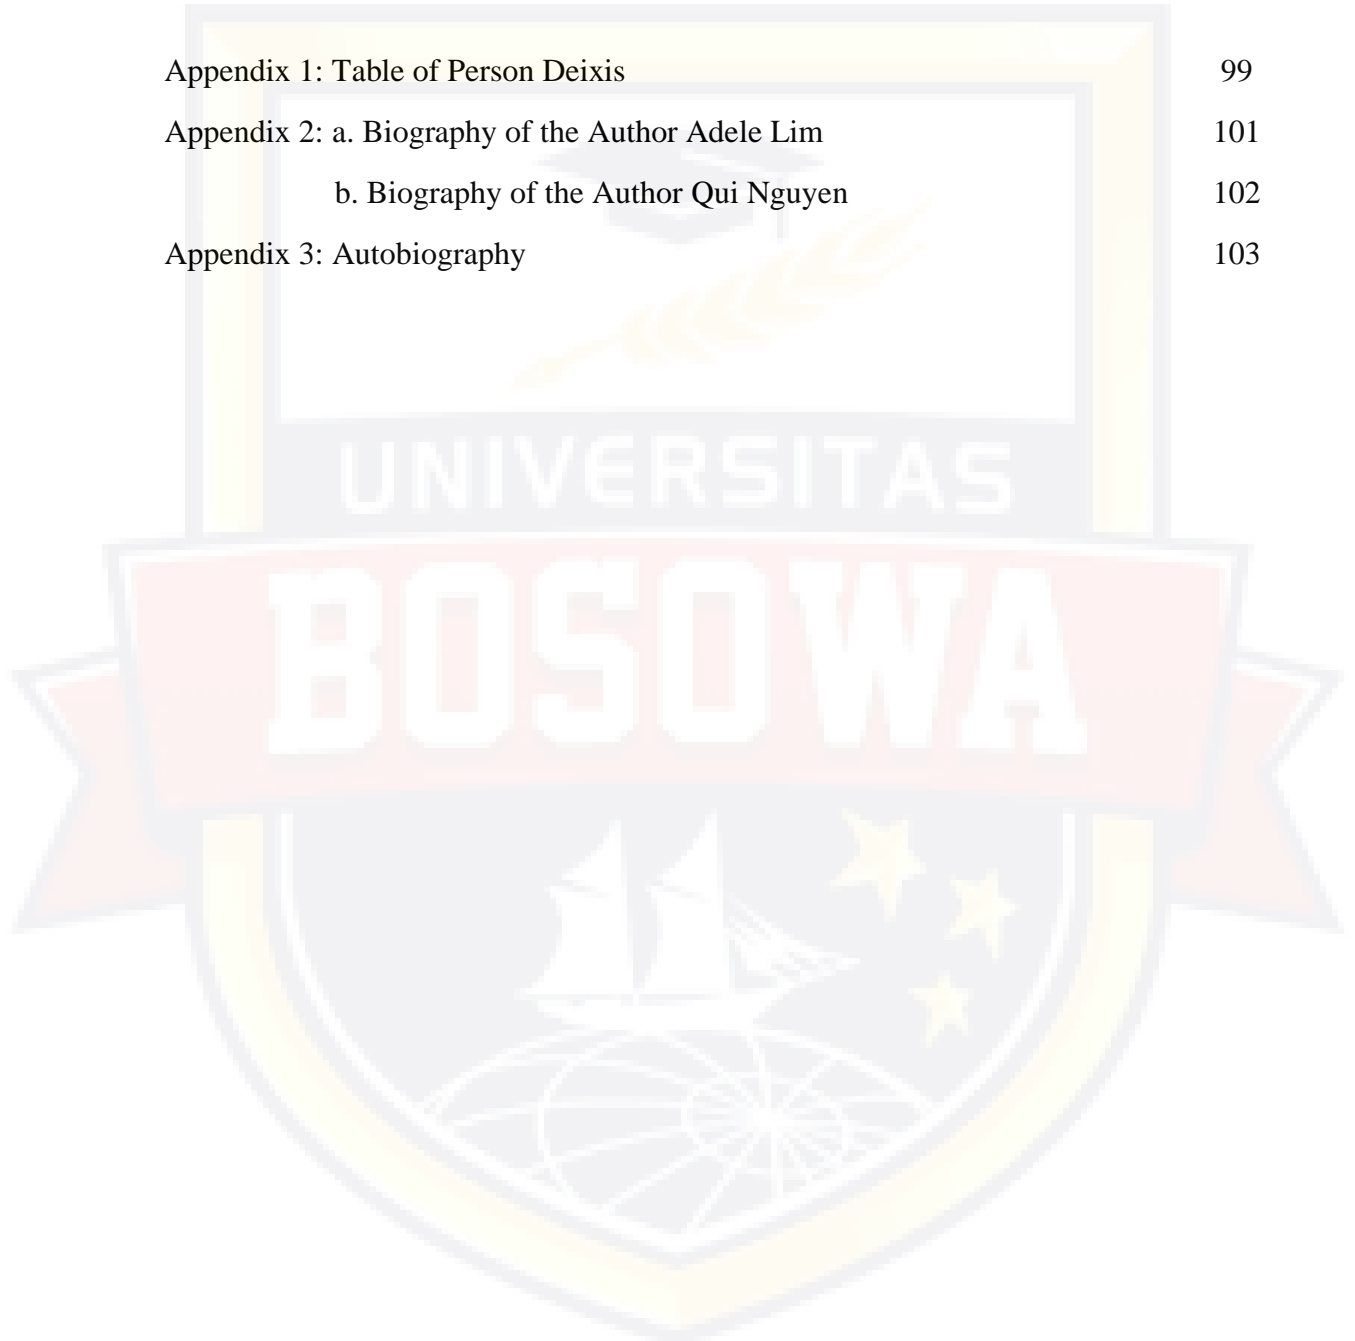 Appendix 1: Table of Person Deixis 99
Appendix 2: a. Biography of the Author Adele Lim 101
b. Biography of the Author Qui Nguyen 102
Appendix 3: Autobiography 103
UNIVERSITAS
BOSOWA